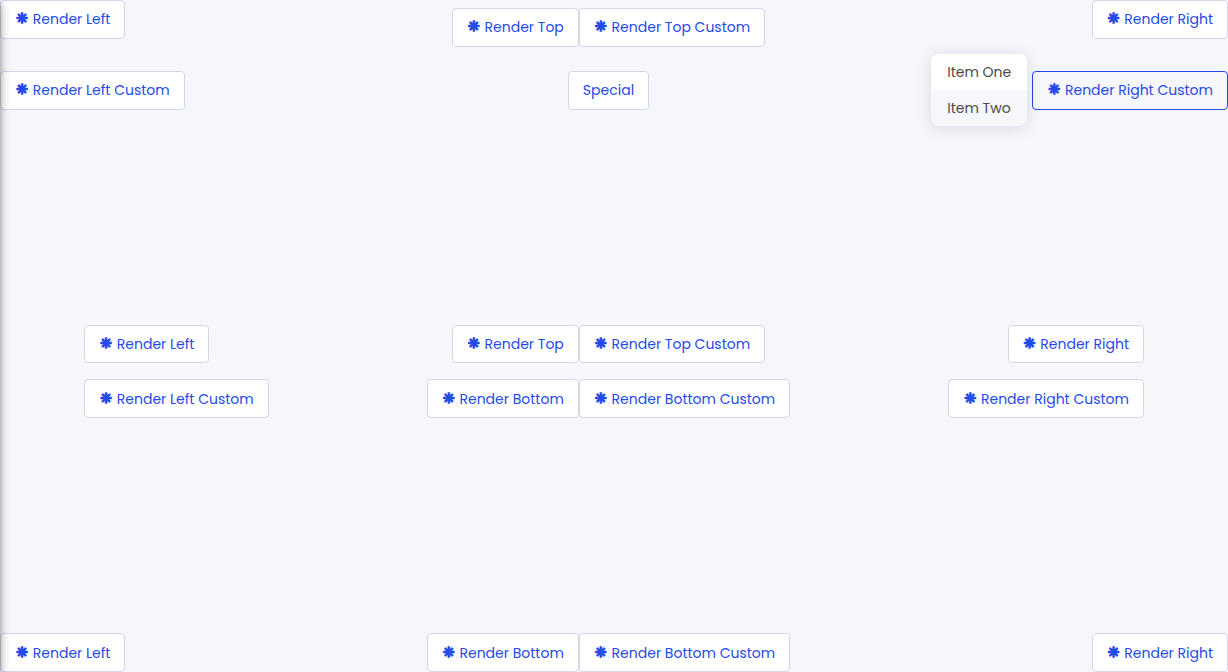 Render Left
Render Top
Render Top Custom
Render Right
Render Left Custom
Special
Item One
Item Two
Render Right Custom
Render Left
Render Top
Render Top Custom
Render Right
Render Left Custom
Render Bottom
Render Bottom Custom
Render Right Custom
Render Left
Render Bottom
Render Bottom Custom
Render Right